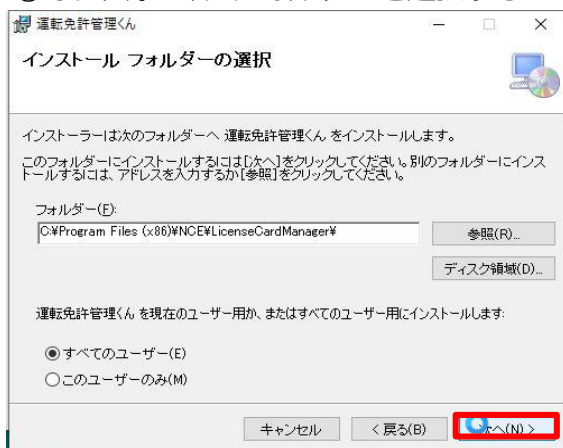 運転免許管理くん
インストール フォルダーの選択
インストーラーは次のフォルダーへ 運転免許管理くん をインストールします。
このフォルダーにインストールするには[次へ]をクリックしてください。別のフォルダーにインス
トールするには、アドレスを入力するか[参照]をクリックしてください。
フォルダー(F):
C:¥Program Files (x86)¥NCE¥LicenseCardManager¥
参照(R)...
ディスク領域(D)...
運転免許管理くん を現在のユーザー用か、またはすべてのユーザー用にインストールします:
すべてのユーザー(E)
このユーザーのみ(M)
キャンセル
< 戻る(B)
へ(N) >